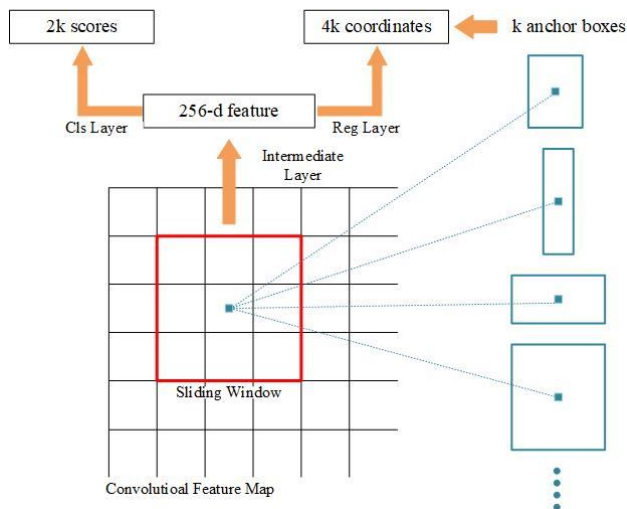 2k scores
4k coordinates
k anchor boxes
256-d feature
Cls Layer
Reg Layer
Intermediate
Layer
Sliding Window
Convolutioal Feature Map